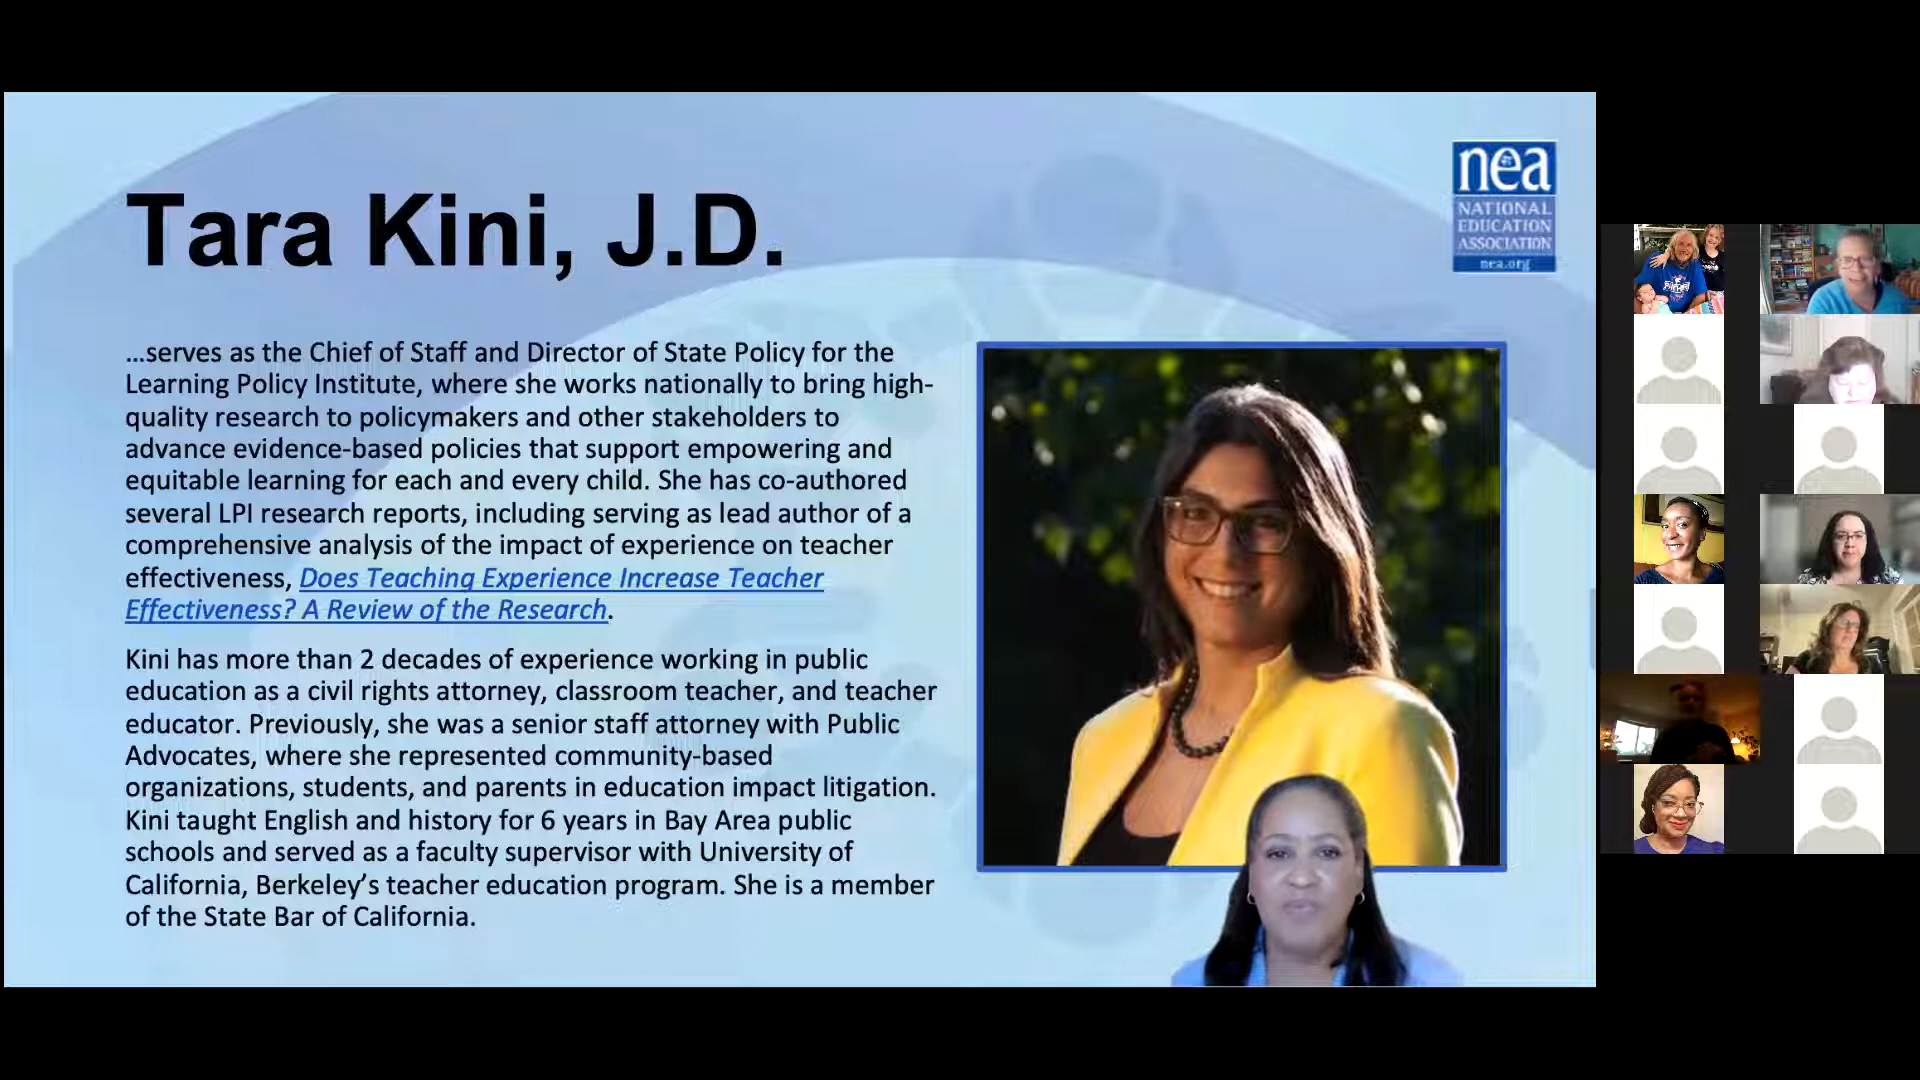 Tara Kini, J.D.
nea
NATIONAL
EDUCATION
ASSOCIATION
nea.org
...serves as the Chief of Staff and Director of State Policy for the
Learning Policy Institute, where she works nationally to bring high-
quality research to policymakers and other stakeholders to
advance evidence-based policies that support empowering and
equitable learning for each and every child. She has co-authored
several LPI research reports, including serving as lead author of a
comprehensive analysis of the impact of experience on teacher
effectiveness, Does Teaching Experience Increase Teacher
Effectiveness? A Review of the Research.
Kini has more than 2 decades of experience working in public
education as a civil rights attorney, classroom teacher, and teacher
educator. Previously, she was a senior staff attorney with Public
Advocates, where she represented community-based
organizations, students, and parents in education impact litigation.
Kini taught English and history for 6 years in Bay Area public
schools and served as a faculty supervisor with University of
California, Berkeley’s teacher education program. She is a member
of the State Bar of California.